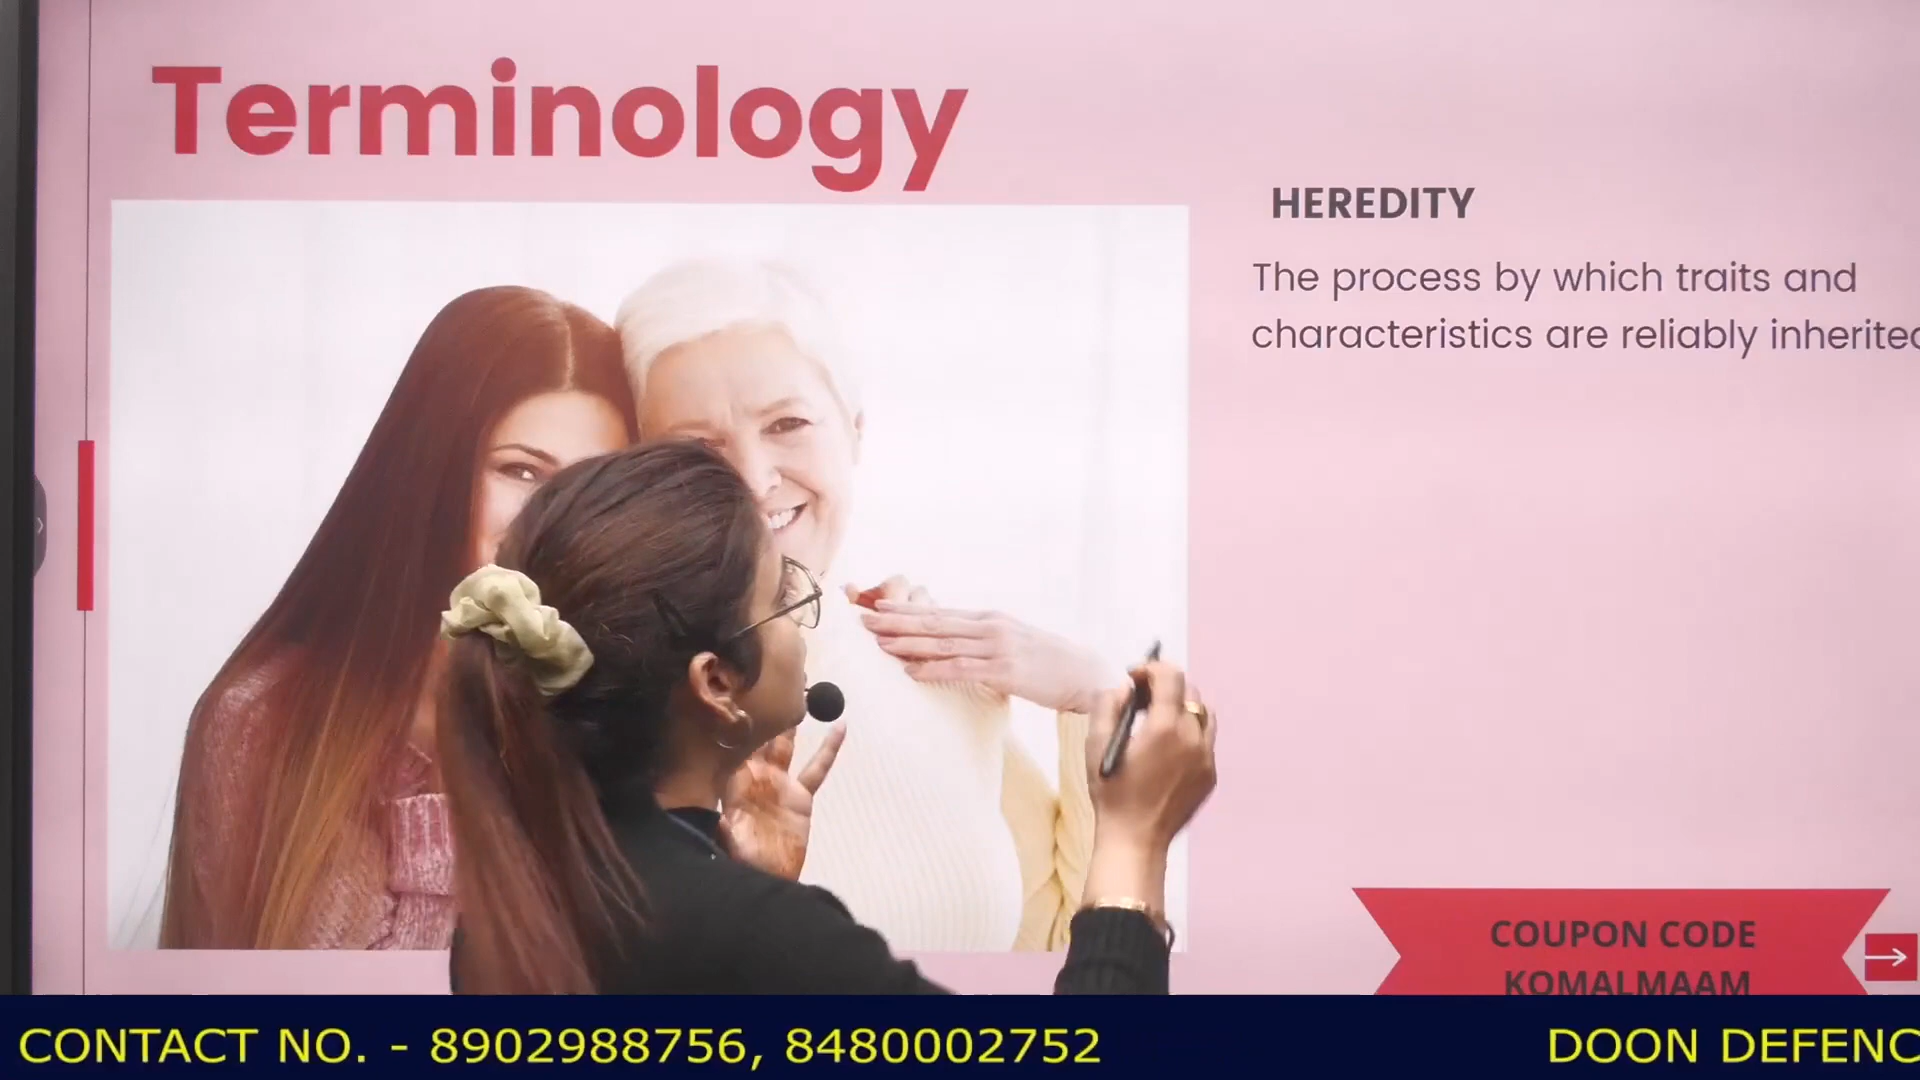 Terminology
HEREDITY
The process by which traits and
characteristics are reliably inherited
COUPON CODE
KOMALMAAM
CONTACT NO. - 8902988756, 8480002752
DOON DEFENC